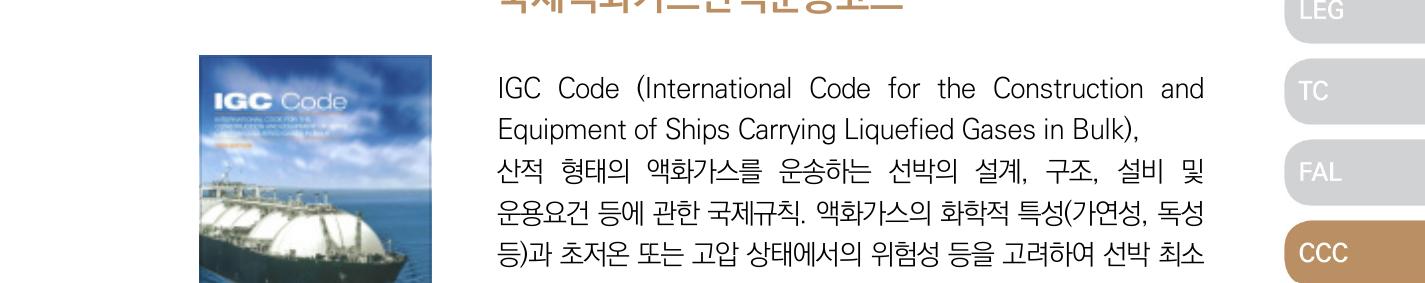 LEG
IGC Code
IGC Code (International Code for the Construction and
Equipment of Ships Carrying Liquefied Gases in Bulk),
산적 형태의 액화가스를 운송하는 선박의 설계, 구조, 설비 및
운용요건 등에 관한 국제규칙. 액화가스의 화학적 특성(가연성, 독성
등)과 초저온 또는 고압 상태에서의 위험성 등을 고려하여 선박 최소
TC
FAL
CCC